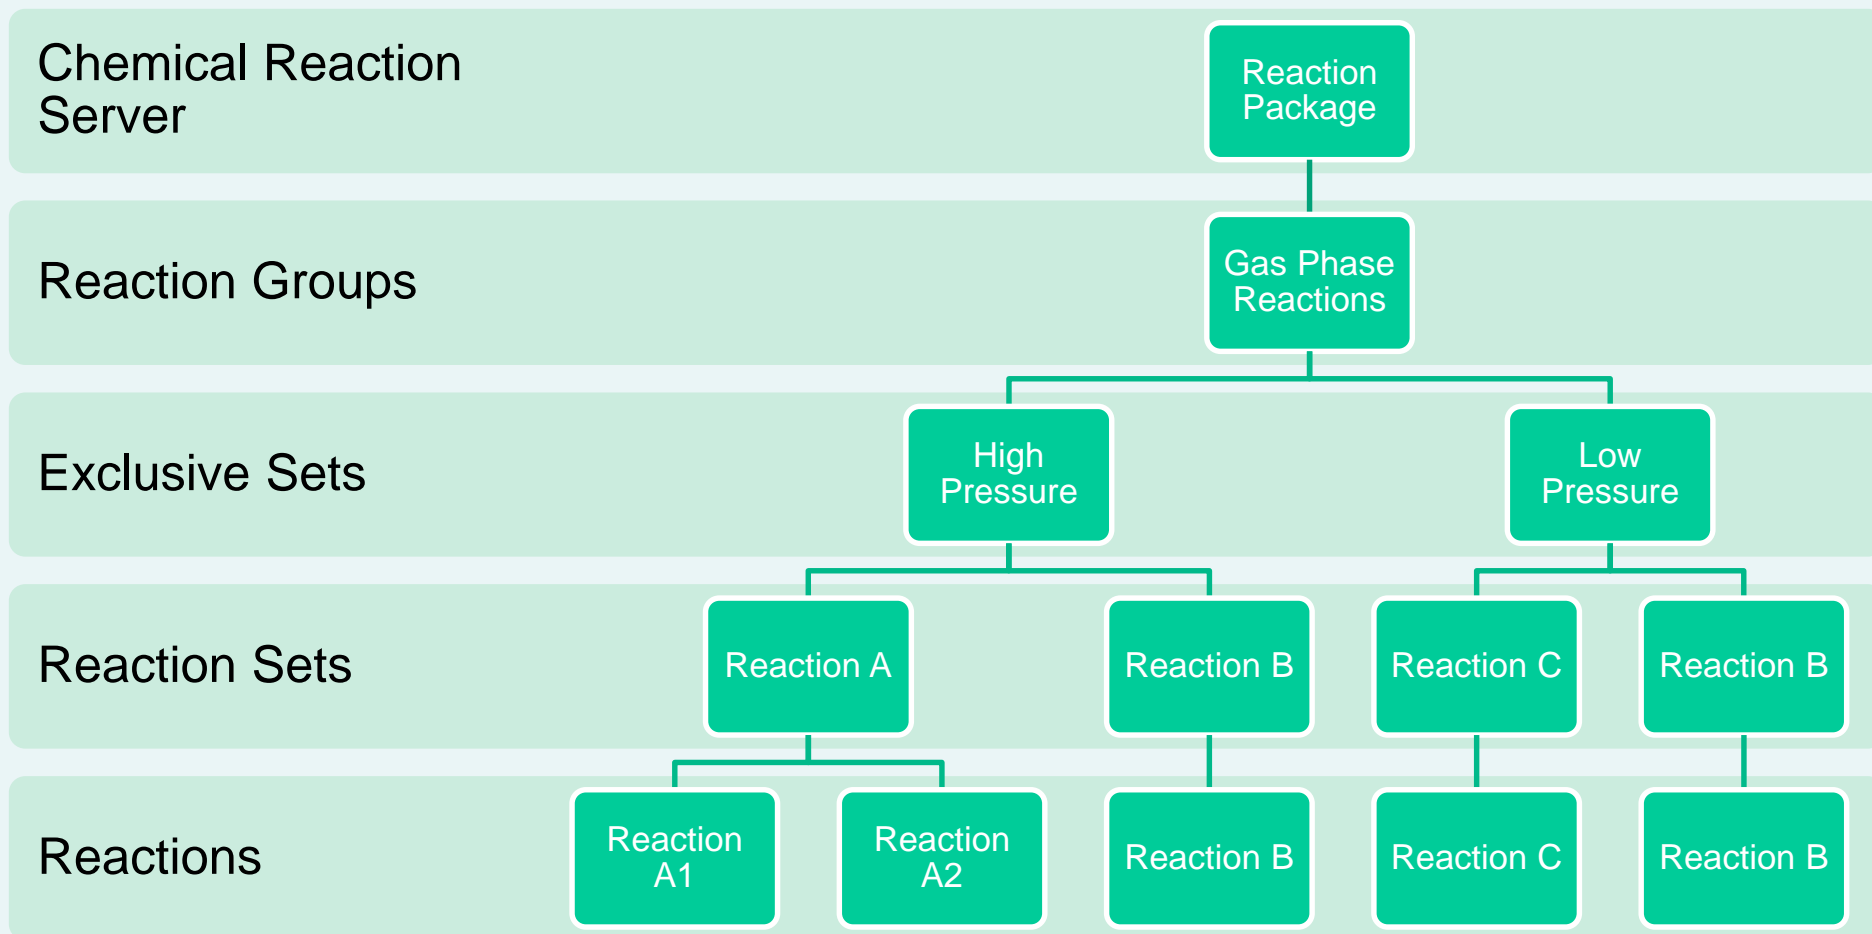 Chemical Reaction
Server
Reaction
Package
Reaction Groups
Gas Phase
Reactions
Exclusive Sets
High
Pressure
Low
Pressure
Reaction Sets
Reaction A
Reaction B
Reaction C
Reaction B
Reactions
Reaction
A1
Reaction
A2
Reaction B
Reaction C
Reaction B